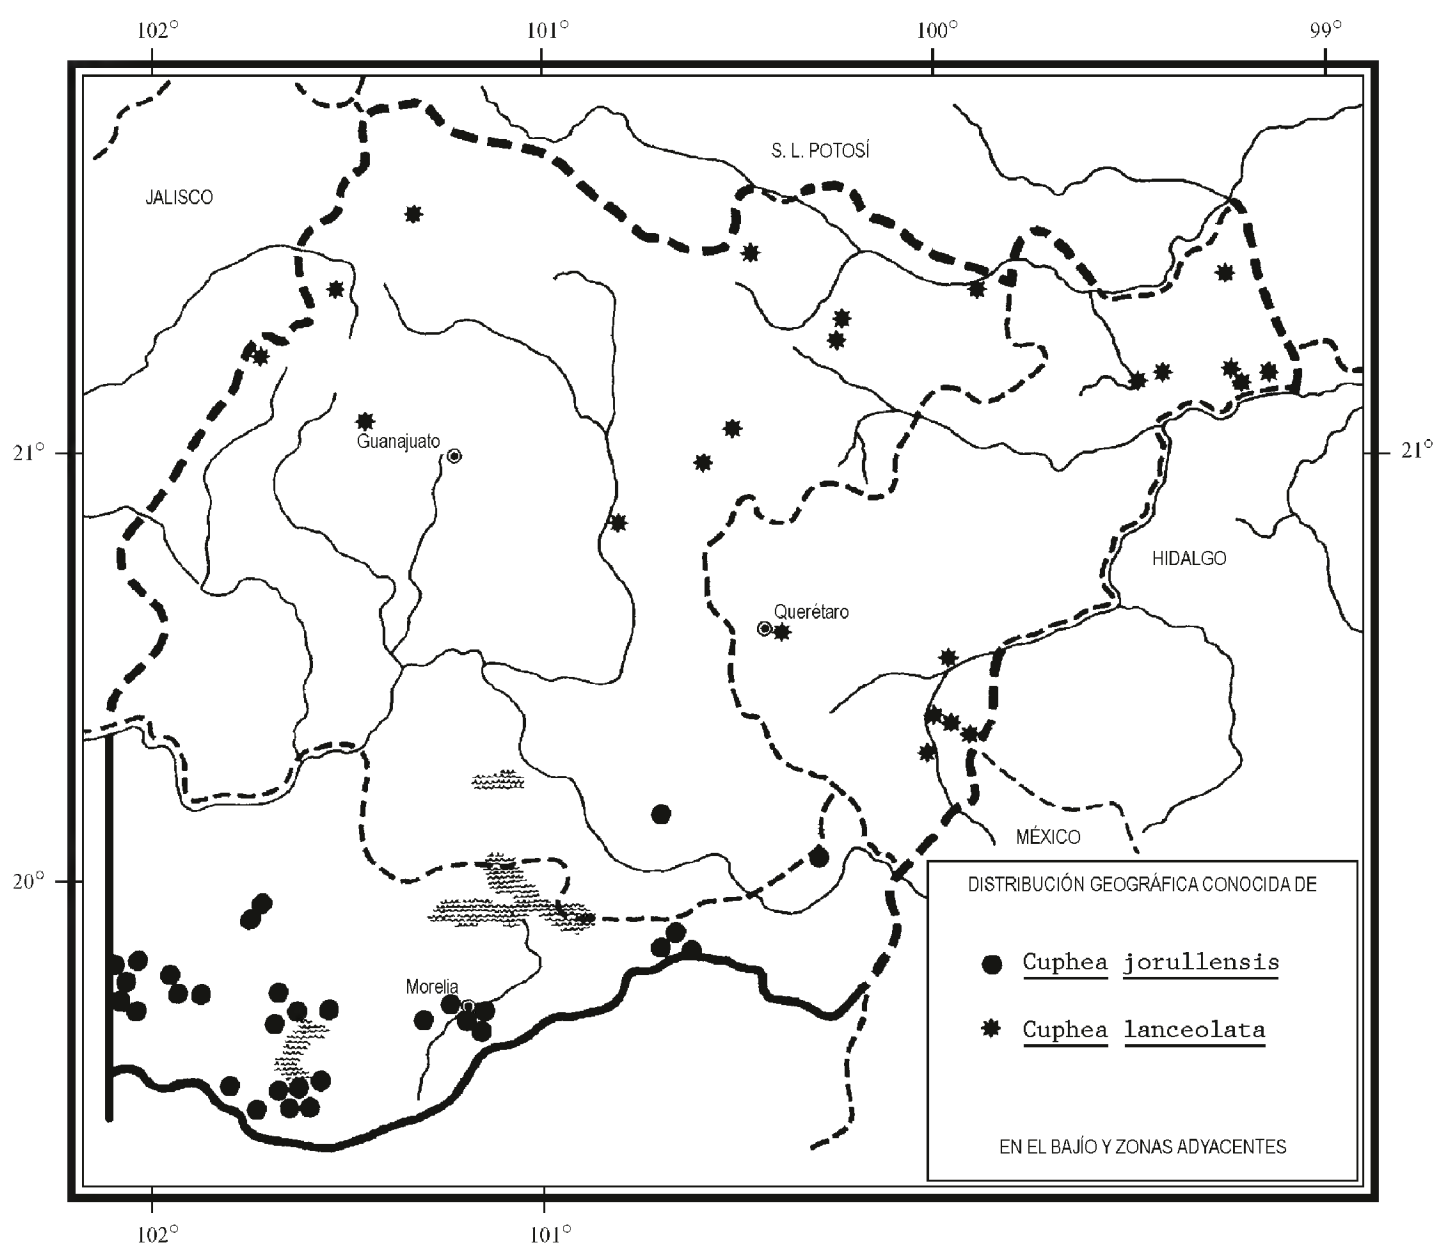 102° 101° 100° 99°
S. L. POTOSÍ
JALISCO
Guanajuato
21° 21°
HIDALGO
Querétaro
MÉXICO
20°
DISTRIBUCIÓN GEOGRÁFICA CONOCIDA DE
Cuphea jorullensis
Morelia
Cuphea lanceolata
EN EL BAJÍO Y ZONAS ADYACENTES
102° 101°